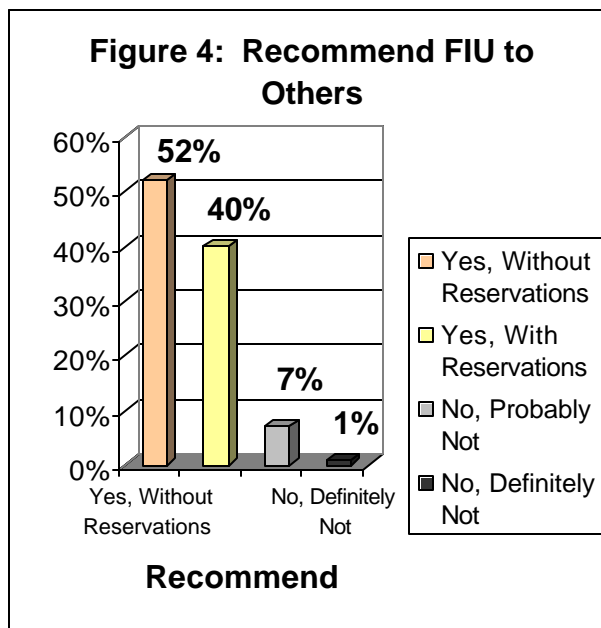 Figure 4:  Recommend FIU to
Others
60%
50%
40%
30%
20%
10%
0%
52%
40%
7%
1%
Yes, Without
Reservations
No, Definitely
Not
Recommend
Yes, Without
Reservations
Yes, With
Reservations
No, Probably
Not
No, Definitely
Not